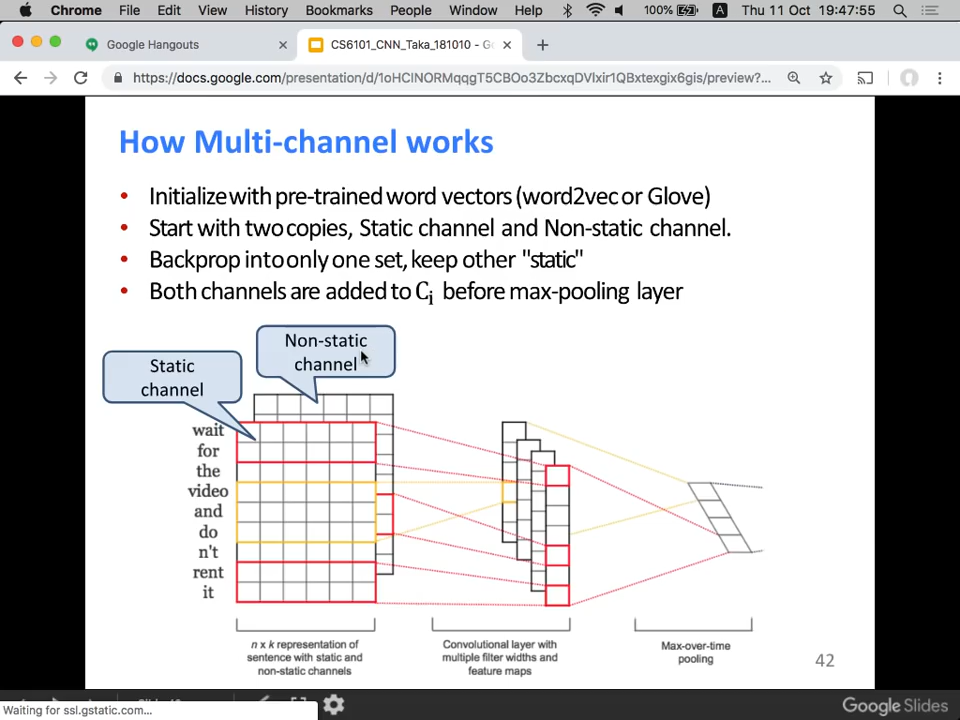 Chrome File Edit View History Bookmarks People Window Help 100% A Thu 11 Oct 19:47:55
Google Hangouts
CS6101_CNN_Taka_181010 - Go
https://docs.google.com/presentation/d/1oHClNORMqqgT5CBOo3ZbcxqDVlxir1QBxtexgix6gis/preview?...
How Multi-channel works
• Initialize with pre-trained word vectors (word2vec or Glove)
• Start with two copies, Static channel and Non-static channel.
• Backprop into only one set, keep other "static"
• Both channels are added to Ci before max-pooling layer
Non-static
channel
Static
channel
wait
for
the
video
and
do
n't
rent
it
n x k representation of
sentence with static and
non-static channels
Convolutional layer with
multiple filter widths and
feature maps
Max-over-time
pooling
42
Waiting for ssl.gstatic.com...
Google Slides